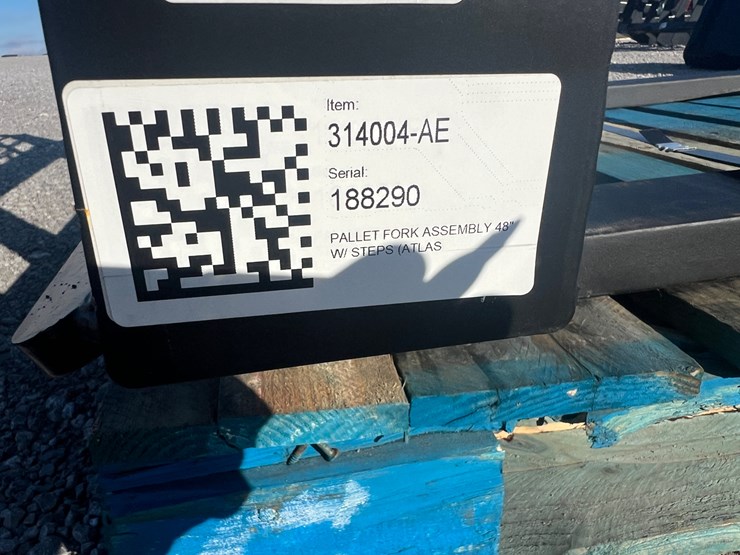 Item:
314004-AE
Serial:
188290
PALLET FORK ASSEMBLY 48"
W/ STEPS (ATLAS